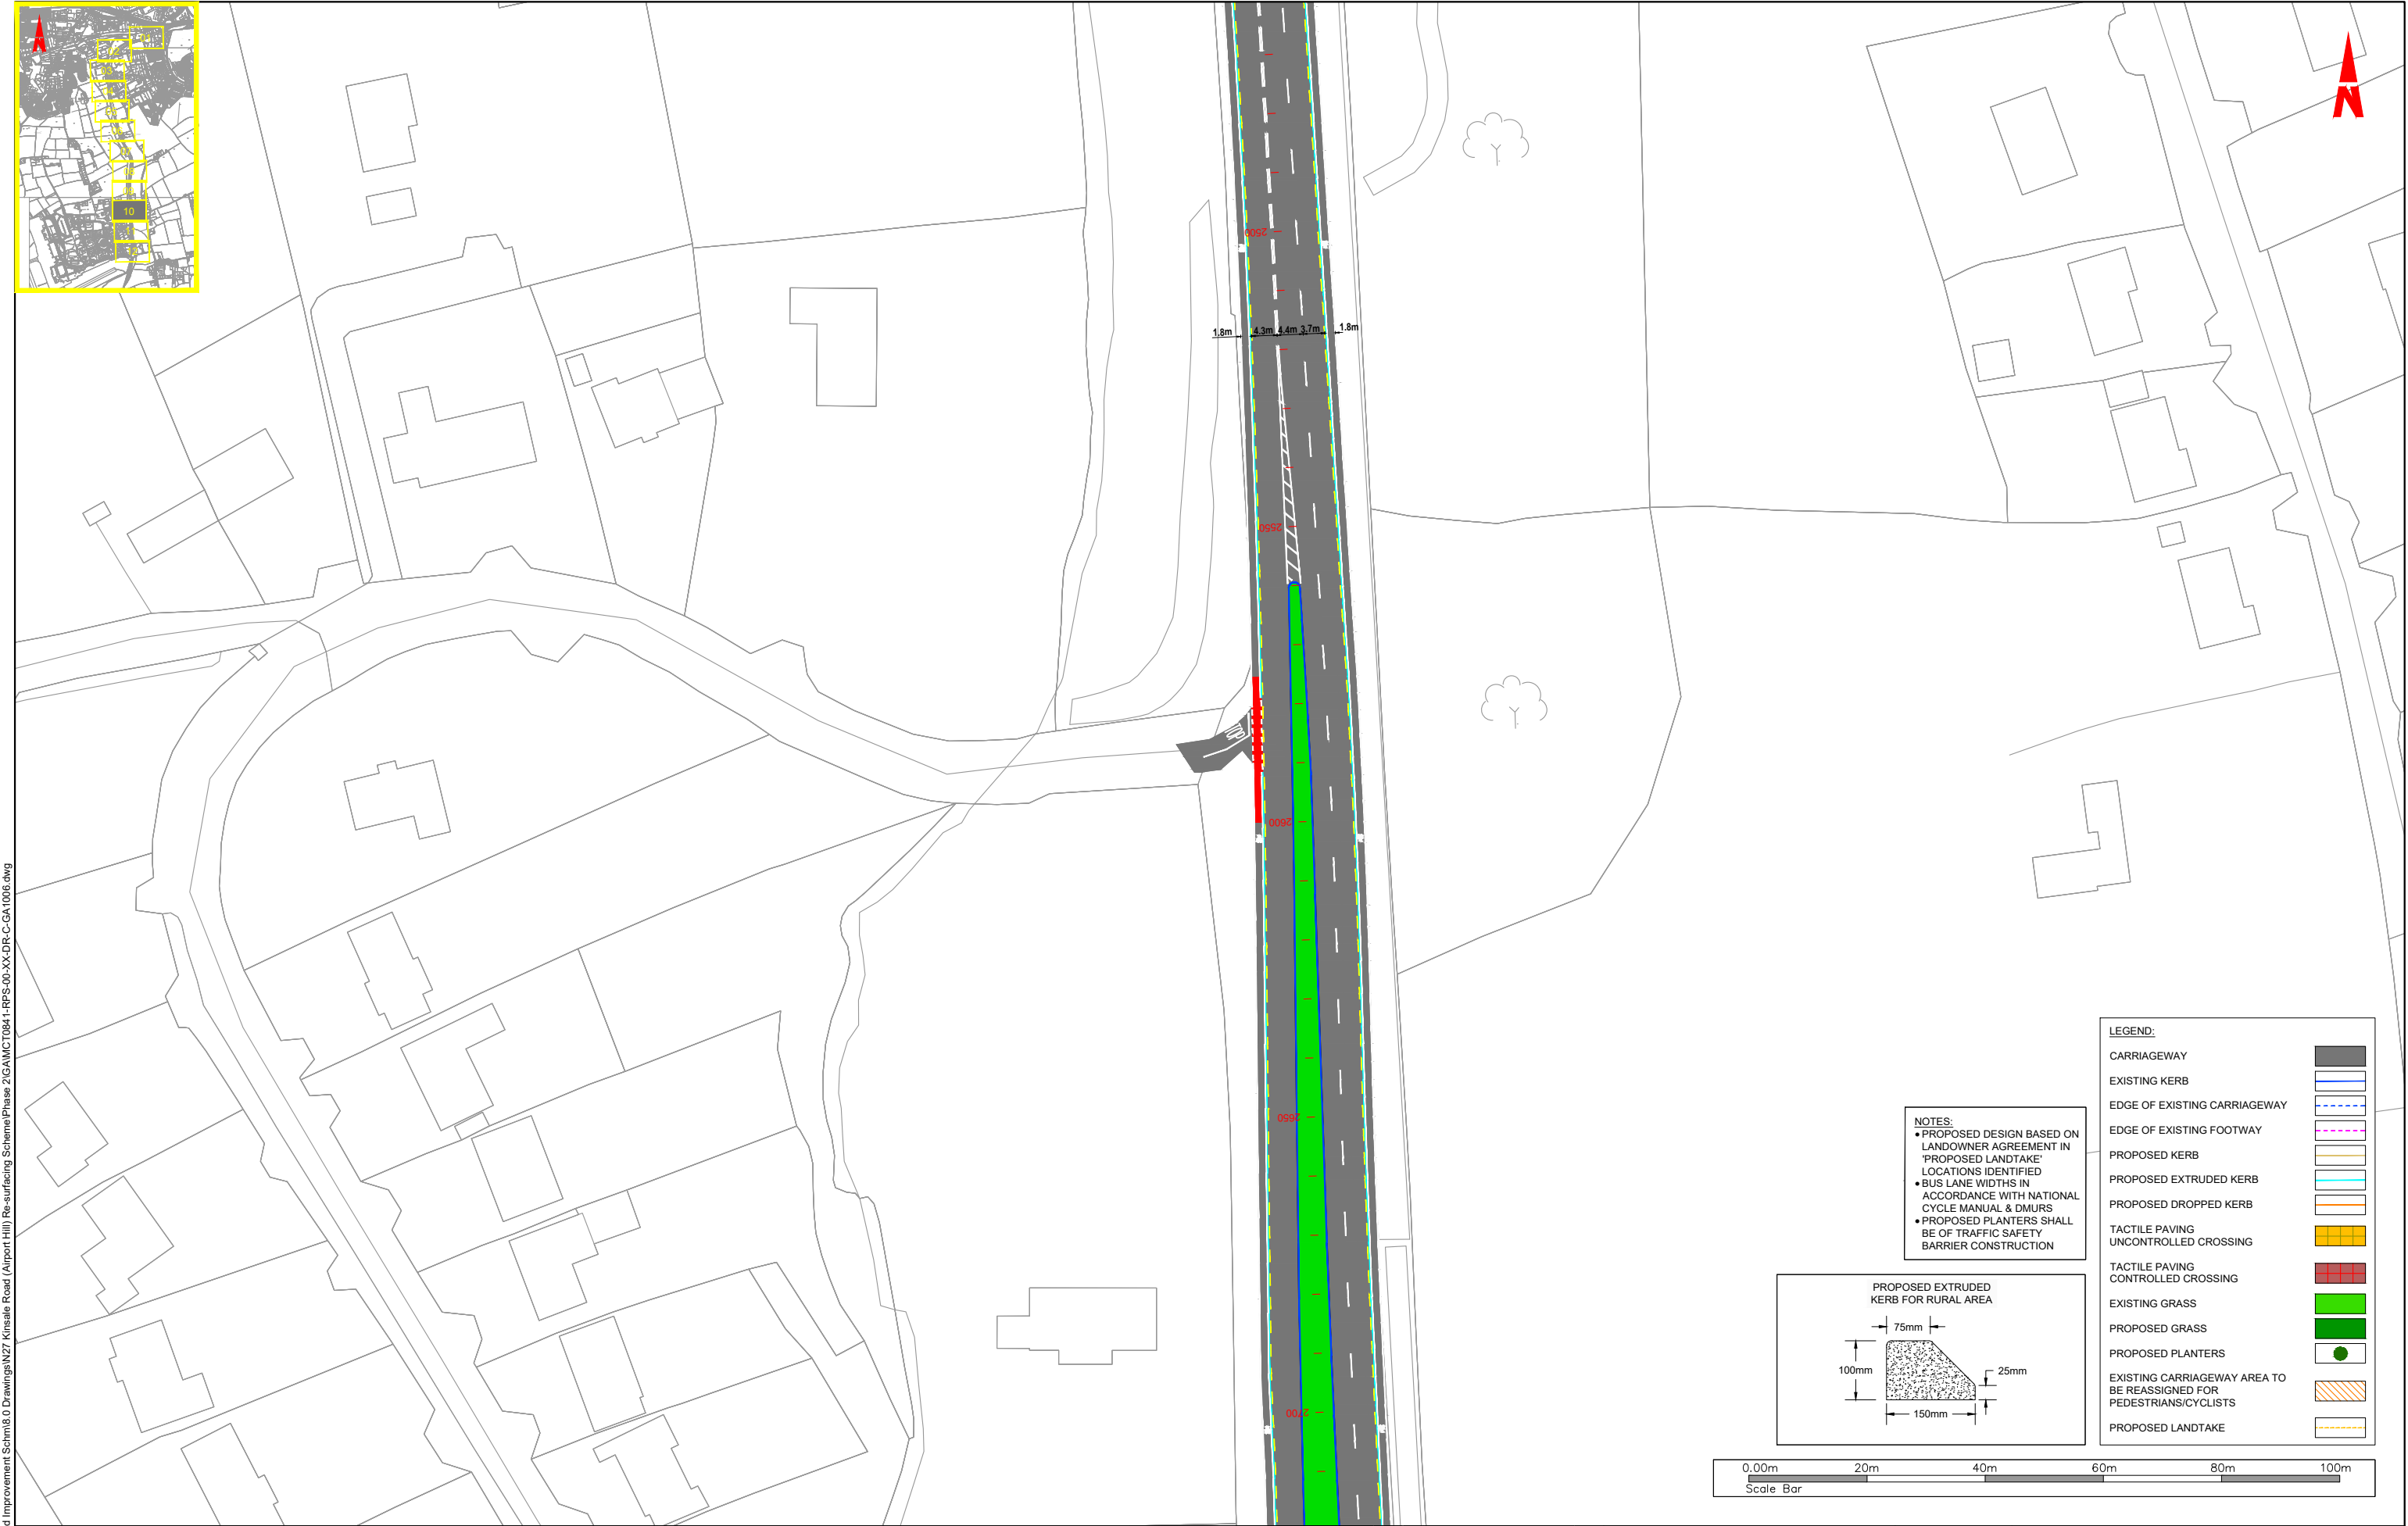 01
02
03
10
11
12
2500
1.8m
4.3m
4.4m
3.7m
1.8m
2550
2600
2650
2700
d Improvement Schm\8.0 Drawings\N27 Kinsale Road (Airport Hill) Re-surfacing Scheme\Phase 2\GA\MCT0841-RPS-00-XX-DR-C-GA1006.dwg
NOTES:
• PROPOSED DESIGN BASED ON
LANDOWNER AGREEMENT IN
'PROPOSED LANDTAKE'
LOCATIONS IDENTIFIED
• BUS LANE WIDTHS IN
ACCORDANCE WITH NATIONAL
CYCLE MANUAL & DMURS
• PROPOSED PLANTERS SHALL
BE OF TRAFFIC SAFETY
BARRIER CONSTRUCTION
PROPOSED EXTRUDED
KERB FOR RURAL AREA
75mm
100mm
25mm
150mm
LEGEND:
CARRIAGEWAY
EXISTING KERB
EDGE OF EXISTING CARRIAGEWAY
EDGE OF EXISTING FOOTWAY
PROPOSED KERB
PROPOSED EXTRUDED KERB
PROPOSED DROPPED KERB
TACTILE PAVING
UNCONTROLLED CROSSING
TACTILE PAVING
CONTROLLED CROSSING
EXISTING GRASS
PROPOSED GRASS
PROPOSED PLANTERS
EXISTING CARRIAGEWAY AREA TO
BE REASSIGNED FOR
PEDESTRIANS/CYCLISTS
PROPOSED LANDTAKE
0.00m 20m 40m 60m 80m 100m
Scale Bar